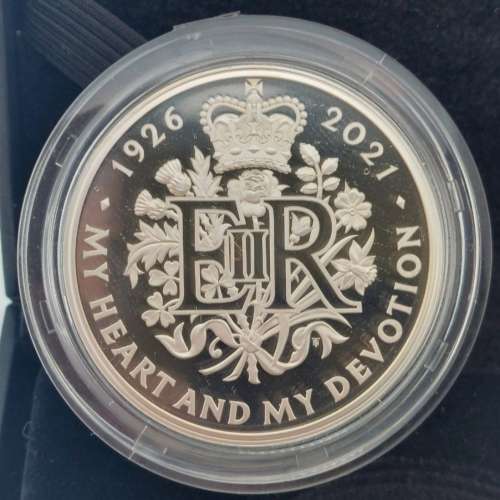 1926 2021
EIIR
· MY HEART AND MY DEVOTION ·